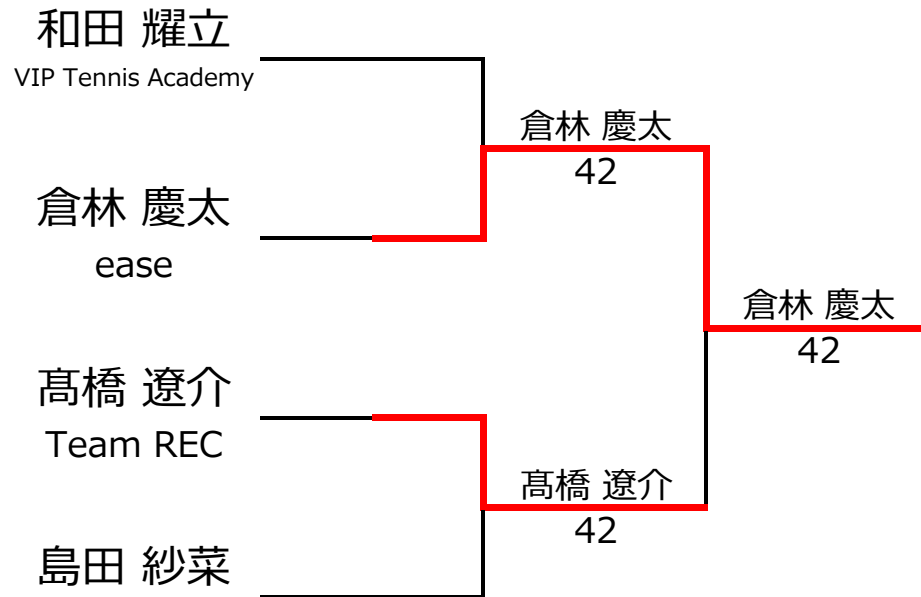 和田 耀立
VIP Tennis Academy
倉林 慶太
42
倉林 慶太
ease
倉林 慶太
42
髙橋 遼介
Team REC
髙橋 遼介
42
島田 紗菜